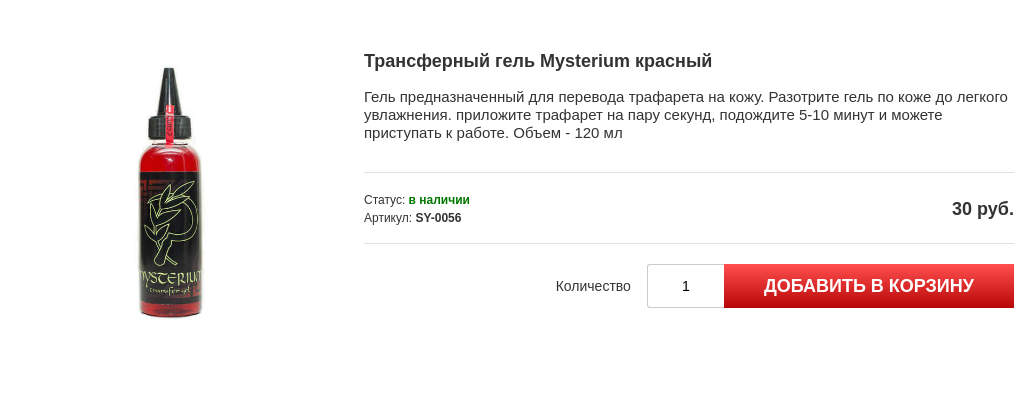 Трансферный гель Mysterium красный
Гель предназначенный для перевода трафарета на кожу. Разотрите гель по коже до легкого
увлажнения. приложите трафарет на пару секунд, подождите 5-10 минут и можете
приступать к работе. Объем - 120 мл
Статус: в наличии
Артикул: SY-0056
30 руб.
Количество
1
ДОБАВИТЬ В КОРЗИНУ
MYSTERIUM
transfer gel